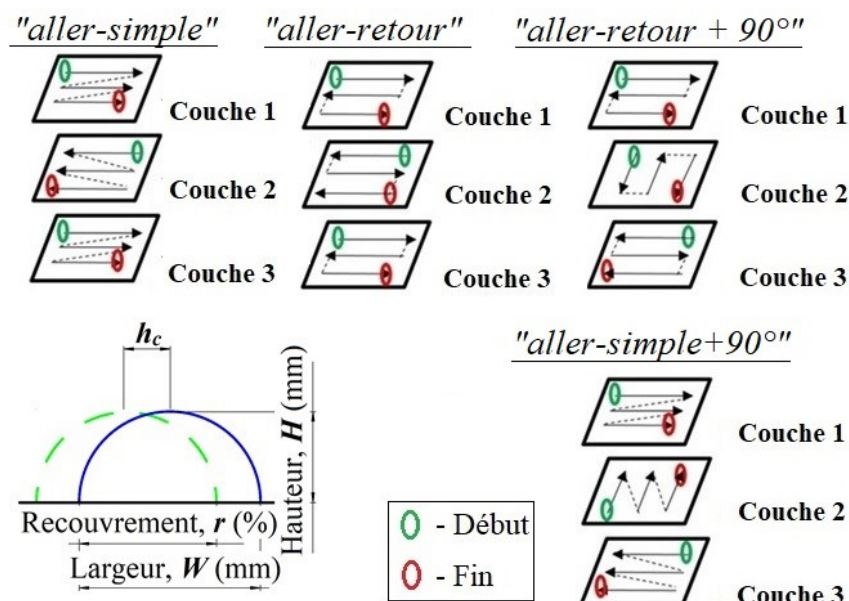 "aller-simple"
Couche 1
Couche 2
Couche 3
"aller-retour"
Couche 1
Couche 2
Couche 3
"aller-retour + 90°"
Couche 1
Couche 2
Couche 3
hc
Hauteur, H (mm)
Recouvrement, r (%)
Largeur, W (mm)
- Début
- Fin
"aller-simple+90°"
Couche 1
Couche 2
Couche 3